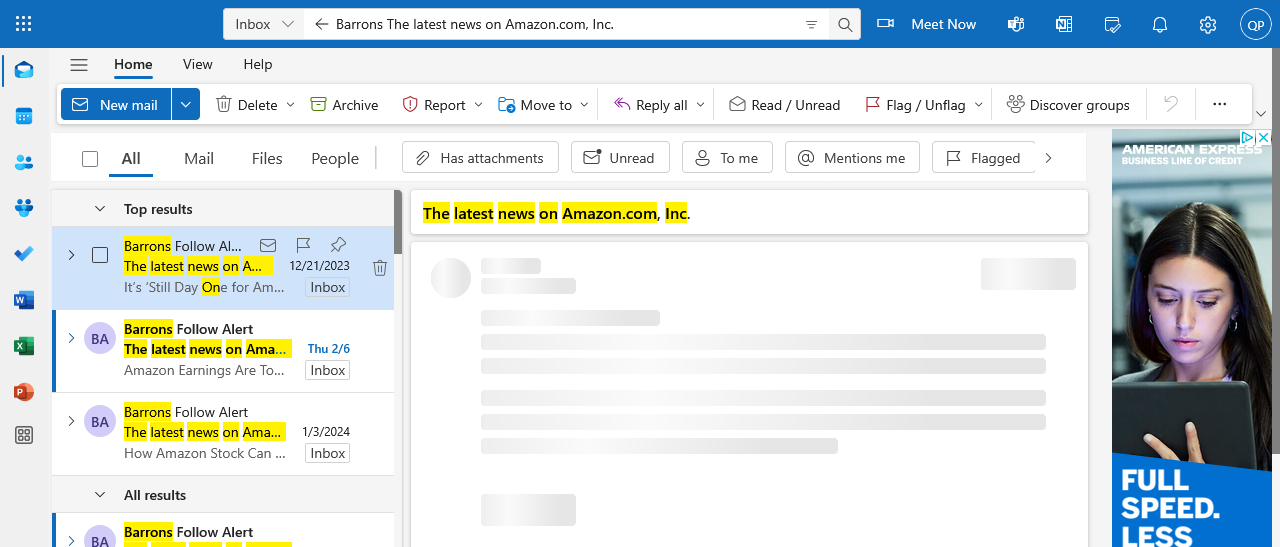 Inbox
Barrons The latest news on Amazon.com, Inc.
Meet Now
QP
Home View Help
New mail
Delete
Archive
Report
Move to
Reply all
Read / Unread
Flag / Unflag
Discover groups
All Mail Files People
Has attachments
Unread
To me
Mentions me
Flagged
Top results
Barrons Follow Al...
The latest news on A... 12/21/2023
It's 'Still Day One for Am... Inbox
BA
Barrons Follow Alert
The latest news on Ama... Thu 2/6
Amazon Earnings Are To... Inbox
BA
Barrons Follow Alert
The latest news on Ama... 1/3/2024
How Amazon Stock Can ... Inbox
All results
BA
Barrons Follow Alert
The latest news on Amazon.com, Inc.
AMERICAN EXPRESS
BUSINESS LINE OF CREDIT
FULL
SPEED.
LESS